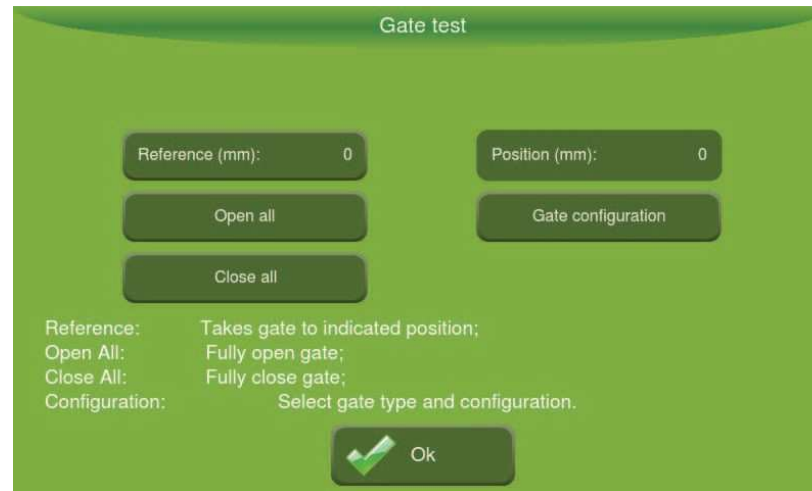 Gate test
Reference (mm): 0
Position (mm): 0
Open all
Gate configuration
Close all
Reference: Takes gate to indicated position;
Open All: Fully open gate;
Close All: Fully close gate;
Configuration: Select gate type and configuration.
Ok